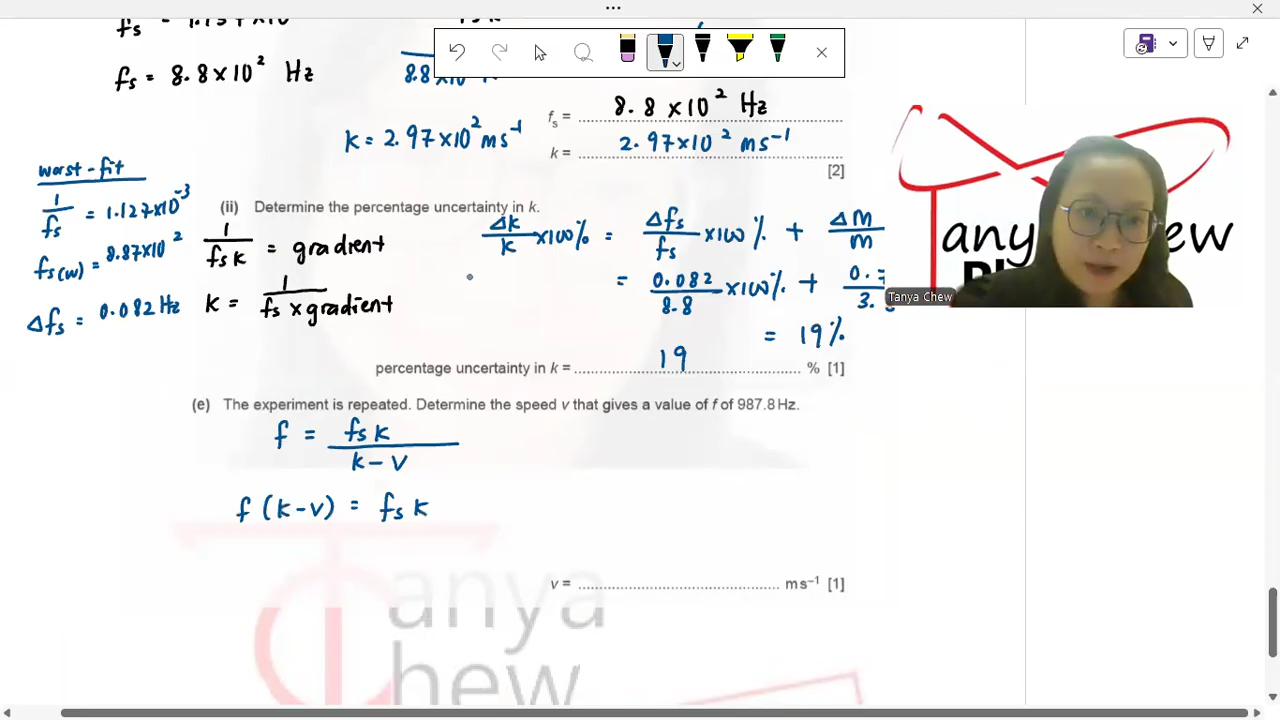 fs = 8.8 × 10² Hz
fs = 8.8 × 10² Hz
k = 2.97 × 10² ms⁻¹
k = 2.97 × 10² ms⁻¹
[2]
worst-fit
1/fs = 1.127 × 10⁻³
fs(w) = 8.87 × 10²
Δfs = 0.082 Hz
(ii) Determine the percentage uncertainty in k.
1/(fs k) = gradient
k = 1/(fs × gradient)
Δk/k × 100% = Δfs/fs × 100% + Δm/m
= 0.082/8.8 × 100% +
= 19%
percentage uncertainty in k = 19 % [1]
(e) The experiment is repeated. Determine the speed v that gives a value of f of 987.8 Hz.
f = fs k/(k − v)
f (k − v) = fs k
v = ms⁻¹ [1]
Tanya Chew
anya
Chew